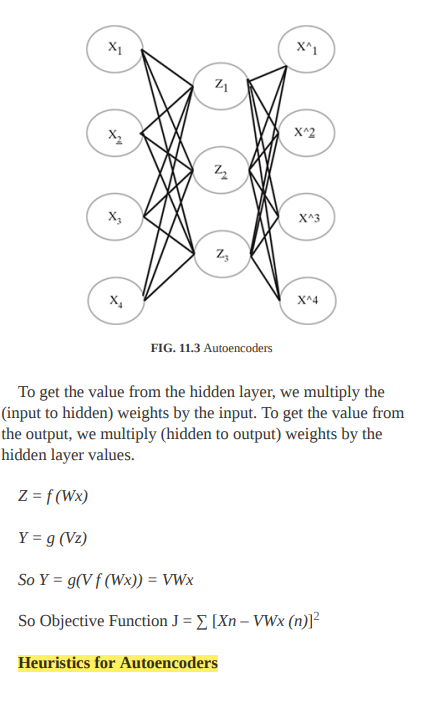 X₁ X^₁
Z₁
X₂ X^2
Z₂
X₃ X^3
Z₃
X₄ X^4
FIG. 11.3 Autoencoders
To get the value from the hidden layer, we multiply the
(input to hidden) weights by the input. To get the value from
the output, we multiply (hidden to output) weights by the
hidden layer values.
Z = f (Wx)
Y = g (Vz)
So Y = g(V f (Wx)) = VWx
So Objective Function J = ∑ [Xn – VWx (n)]²
Heuristics for Autoencoders